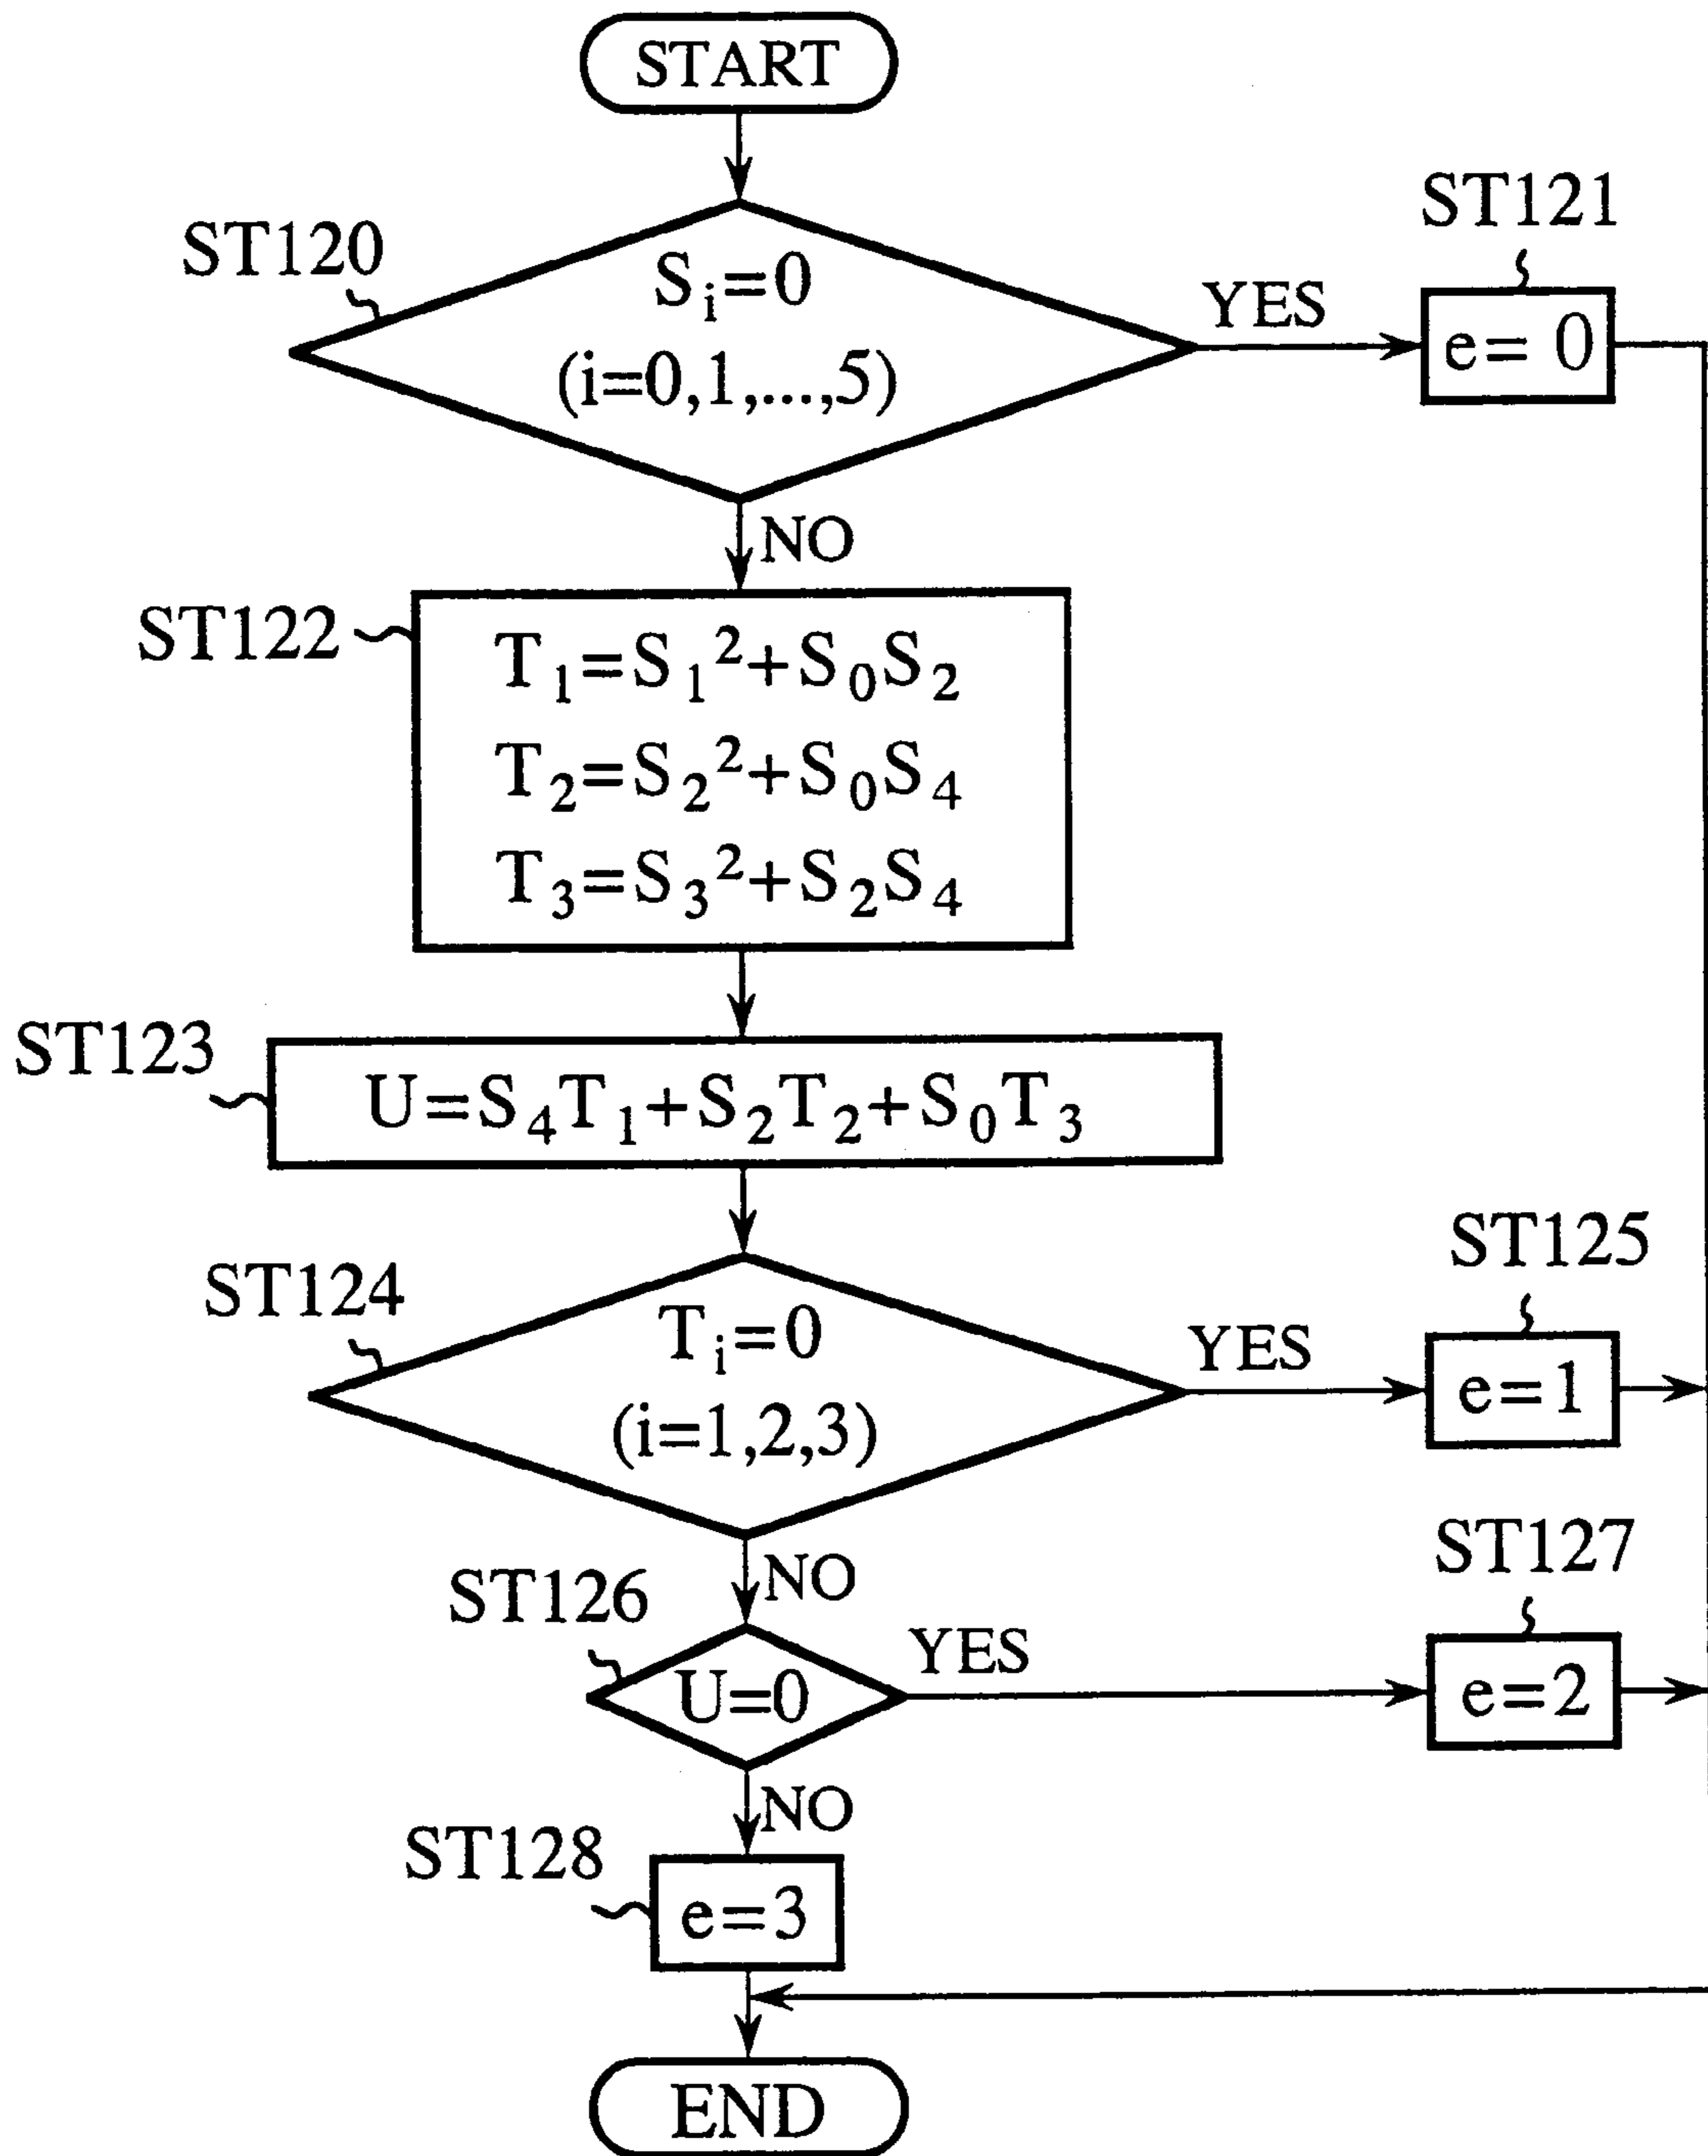 START
ST120
S₁=0
(i=0,1,...,5)
YES
ST121
e= 0
NO
ST122
T₁=S₁²+S₀S₂
T₂=S₂²+S₀S₄
T₃=S₃²+S₂S₄
ST123
U=S₄T₁+S₂T₂+S₀T₃
ST124
Tᵢ=0
(i=1,2,3)
YES
ST125
e=1
NO
ST126
U=0
YES
ST127
e=2
NO
ST128
e=3
END